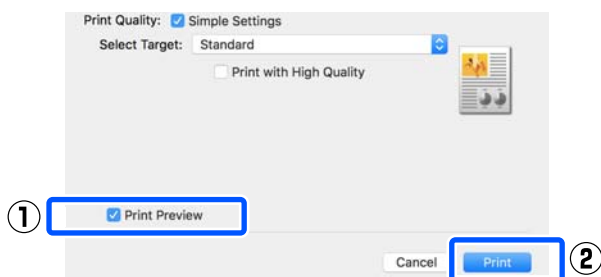 Print Quality: Simple Settings
Select Target: Standard
Print with High Quality
① Print Preview
Cancel Print ②